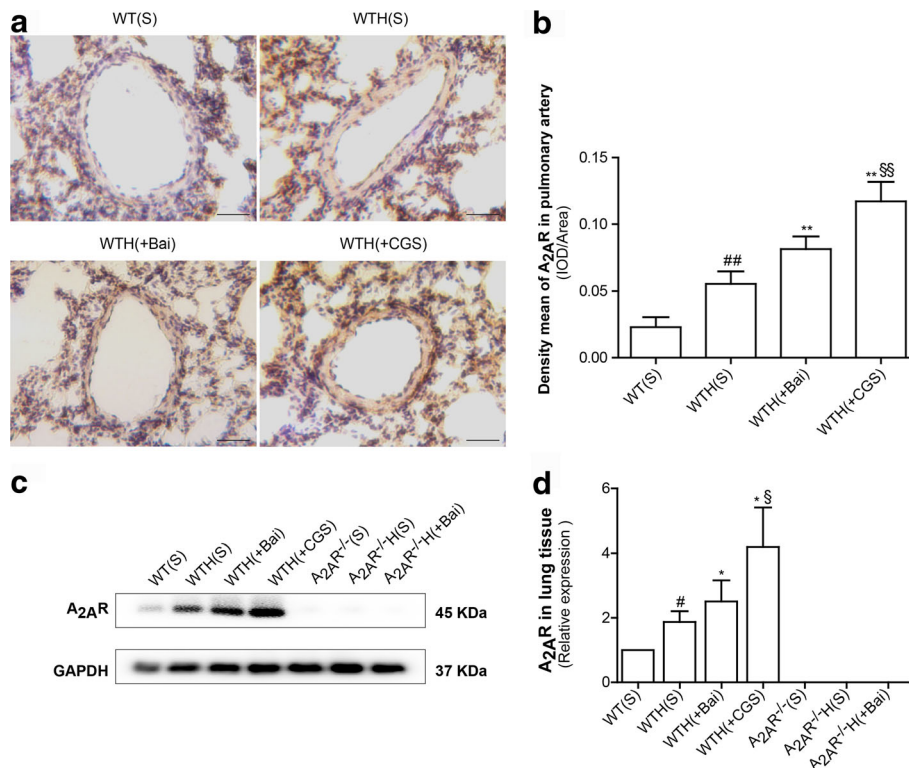 a
WT(S)
WTH(S)
WTH(+Bai)
WTH(+CGS)
b
Density mean of A2AR in pulmonary artery
(IOD/Area)
0.15
0.10
0.05
0.00
##
**
** §§
WT(S)
WTH(S)
WTH(+Bai)
WTH(+CGS)
c
WT(S)
WTH(S)
WTH(+Bai)
WTH(+CGS)
A2AR-/-(S)
A2AR-/-H(S)
A2AR-/-H(+Bai)
A2AR
45 KDa
GAPDH
37 KDa
d
A2AR in lung tissue
(Relative expression )
6
4
2
0
#
*
* §
WT(S)
WTH(S)
WTH(+Bai)
WTH(+CGS)
A2AR-/-(S)
A2AR-/-H(S)
A2AR-/-H(+Bai)